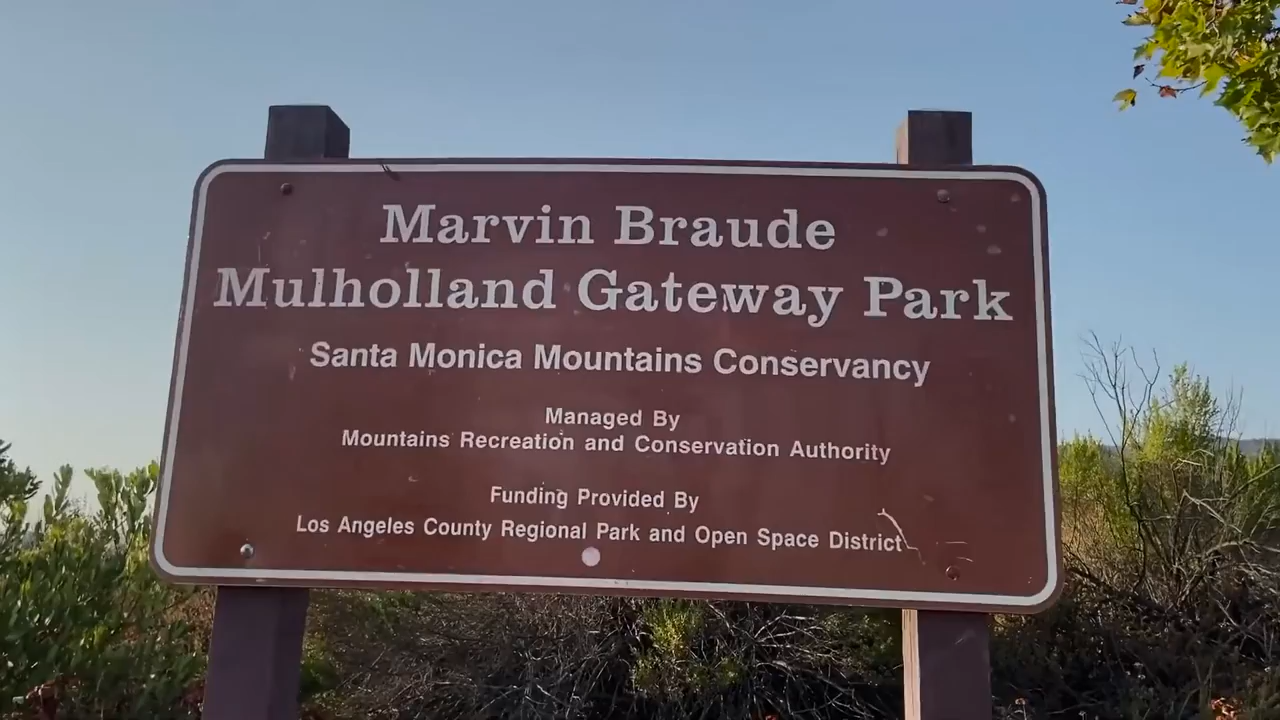 Marvin Braude
Mulholland Gateway Park
Santa Monica Mountains Conservancy
Managed By
Mountains Recreation and Conservation Authority
Funding Provided By
Los Angeles County Regional Park and Open Space District